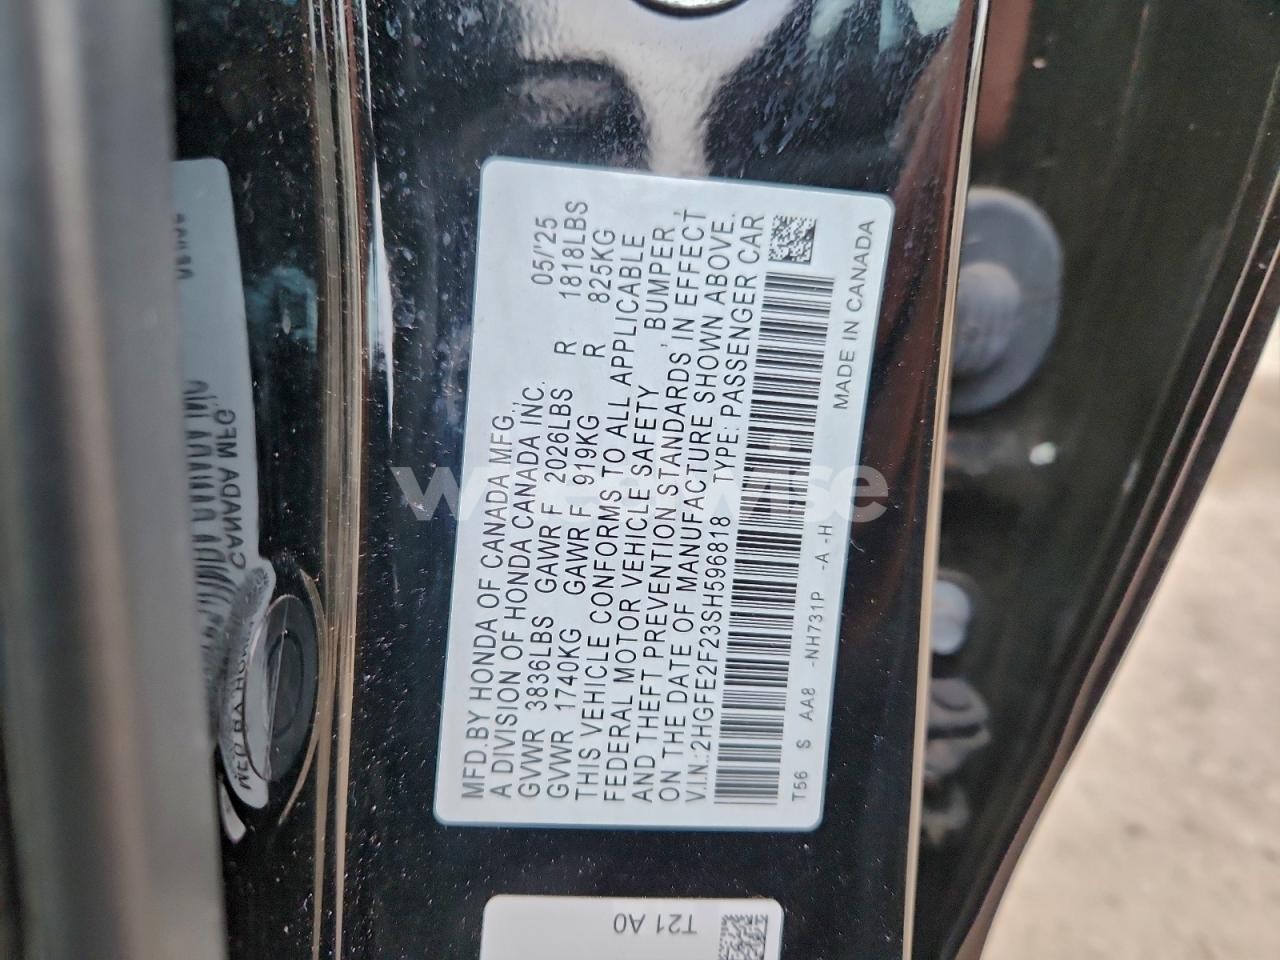 MFD.BY HONDA OF CANADA MFG.,
A DIVISION OF HONDA CANADA INC. 05/'25
GVWR 3836LBS GAWR F 2026LBS R 1818LBS
GVWR 1740KG GAWR F 919KG R 825KG
THIS VEHICLE CONFORMS TO ALL APPLICABLE
FEDERAL MOTOR VEHICLE SAFETY, BUMPER,
AND THEFT PREVENTION STANDARDS IN EFFECT
ON THE DATE OF MANUFACTURE SHOWN ABOVE.
V.I.N.:2HGFE2F23SH596818 TYPE: PASSENGER CAR
T56 S AA8 -NH731P -A -H MADE IN CANADA
T21 A0
CANADA MFG